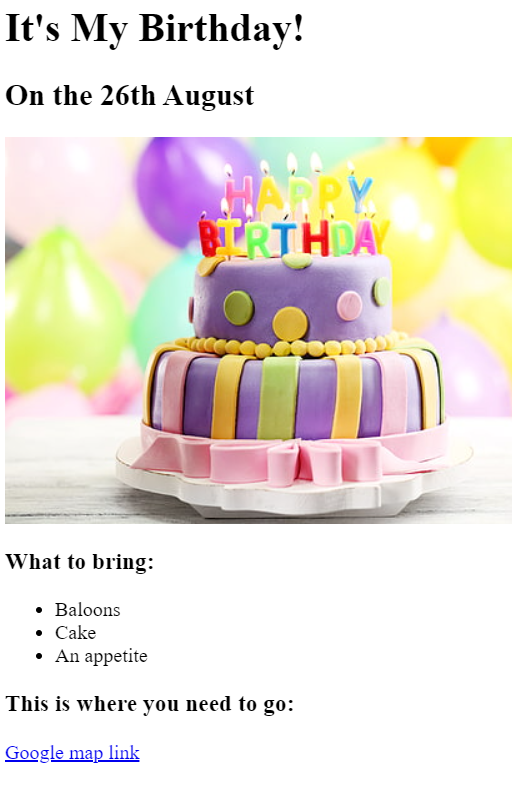 It's My Birthday!
On the 26th August
HAPPY
BIRTHDAY
What to bring:
Baloons
Cake
An appetite
This is where you need to go:
Google map link